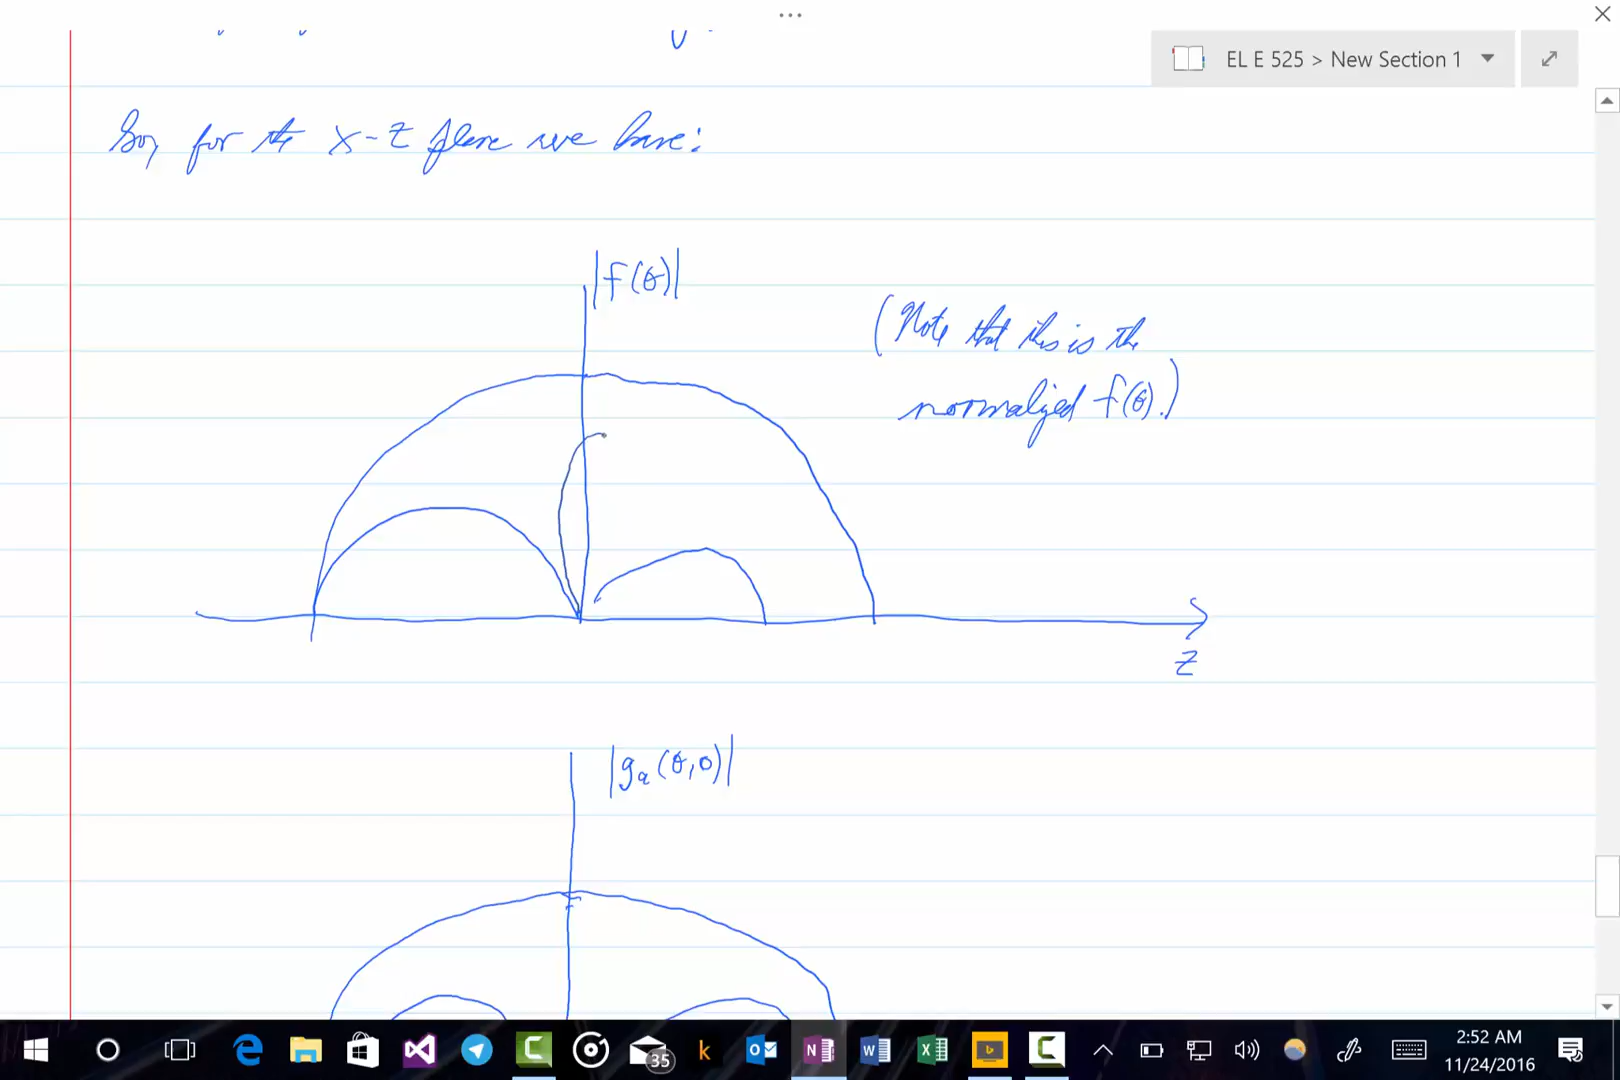 EL E 525 > New Section 1
So, for the x-z plane we have:
|f(θ)|
(Note that this is the
normalized f(θ).)
z
|gₐ(θ,0)|
35
2:52 AM
11/24/2016